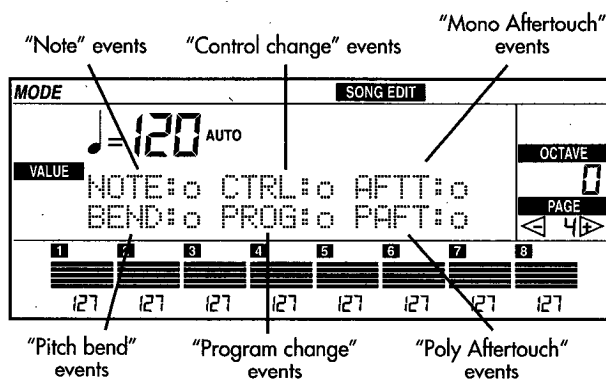 "Mono Aftertouch"
"Note" events "Control change" events events
MODE SONG EDIT
♩=120 AUTO
OCTAVE
VALUE
NOTE:o CTRL:o AFTT:o 0
BEND:o PROG:o PAFT:o PAGE
- 4 +
1 2 3 4 5 6 7 8
127 127 127 127 127 127 127 127
"Pitch bend" "Program change" "Poly Aftertouch"
events events events